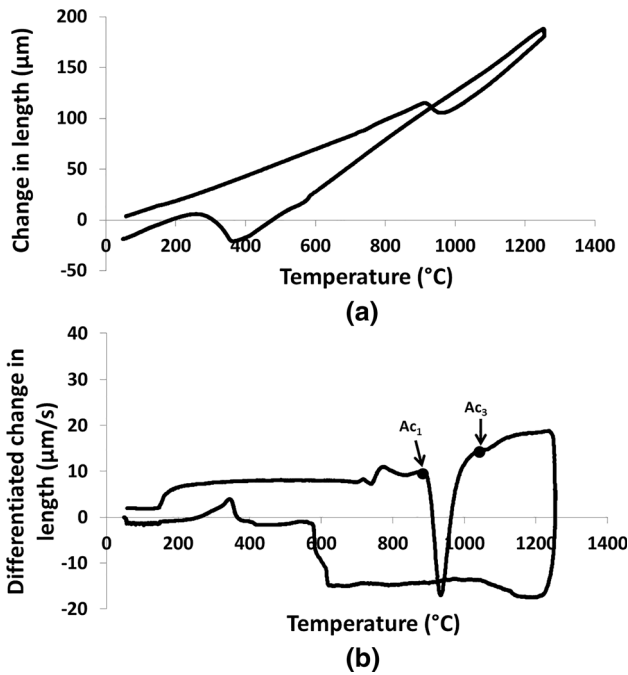 (a)
Change in length (µm)
200
150
100
50
0
-50
0 200 400 600 800 1000 1200 1400
Temperature (°C)
(a)
Differentiated change in
length (µm/s)
40
30
20
10
0
-10
-20
Ac₁
Ac₃
0 200 400 600 800 1000 1200 1400
Temperature (°C)
(b)